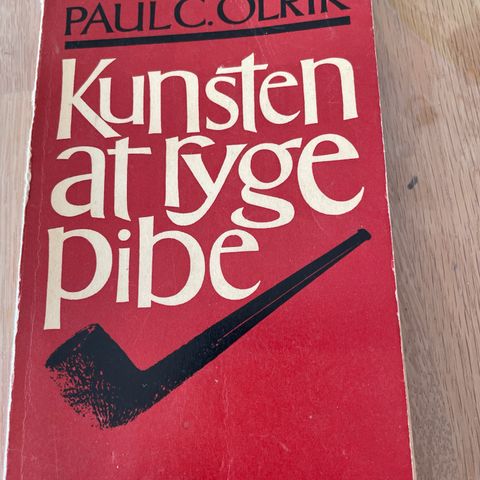 PAUL C. OLRIK
Kunsten
at ryge
pibe